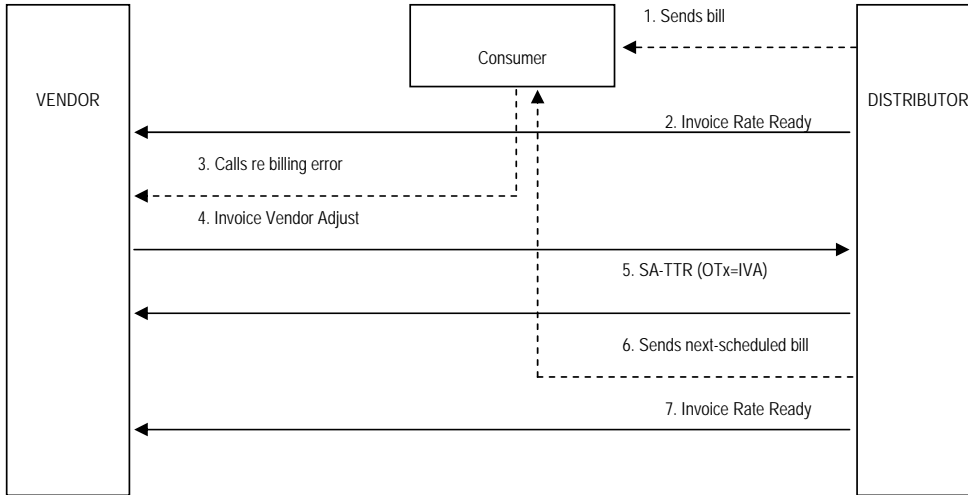 1. Sends bill
Consumer
VENDOR
DISTRIBUTOR
2. Invoice Rate Ready
3. Calls re billing error
4. Invoice Vendor Adjust
5. SA-TTR (OTx=IVA)
6. Sends next-scheduled bill
7. Invoice Rate Ready